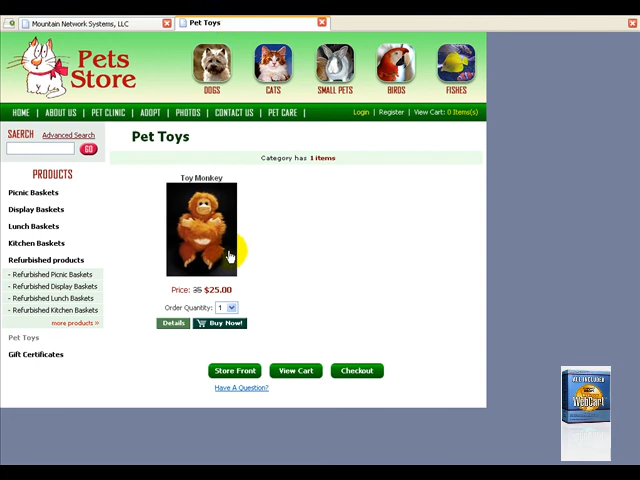 Mountain Network Systems, LLC
Pet Toys
Pets Store
DOGS
CATS
SMALL PETS
BIRDS
FISHES
HOME | ABOUT US | PET CLINIC | ADOPT | PHOTOS | CONTACT US | PET CARE |
Login | Register | View Cart: 0 Items(s)
SAERCH Advanced Search
GO
Pet Toys
Category has 1 items
PRODUCTS
Picnic Baskets
Display Baskets
Lunch Baskets
Kitchen Baskets
Refurbished products
- Refurbished Picnic Baskets
- Refurbished Display Baskets
- Refurbished Lunch Baskets
- Refurbished Kitchen Baskets
more products »
Pet Toys
Gift Certificates
Toy Monkey
Price: 35 $25.00
Order Quantity: 1
Details
Buy Now!
Store Front
View Cart
Checkout
Have A Question?
ALL INCLUDED
WebCart